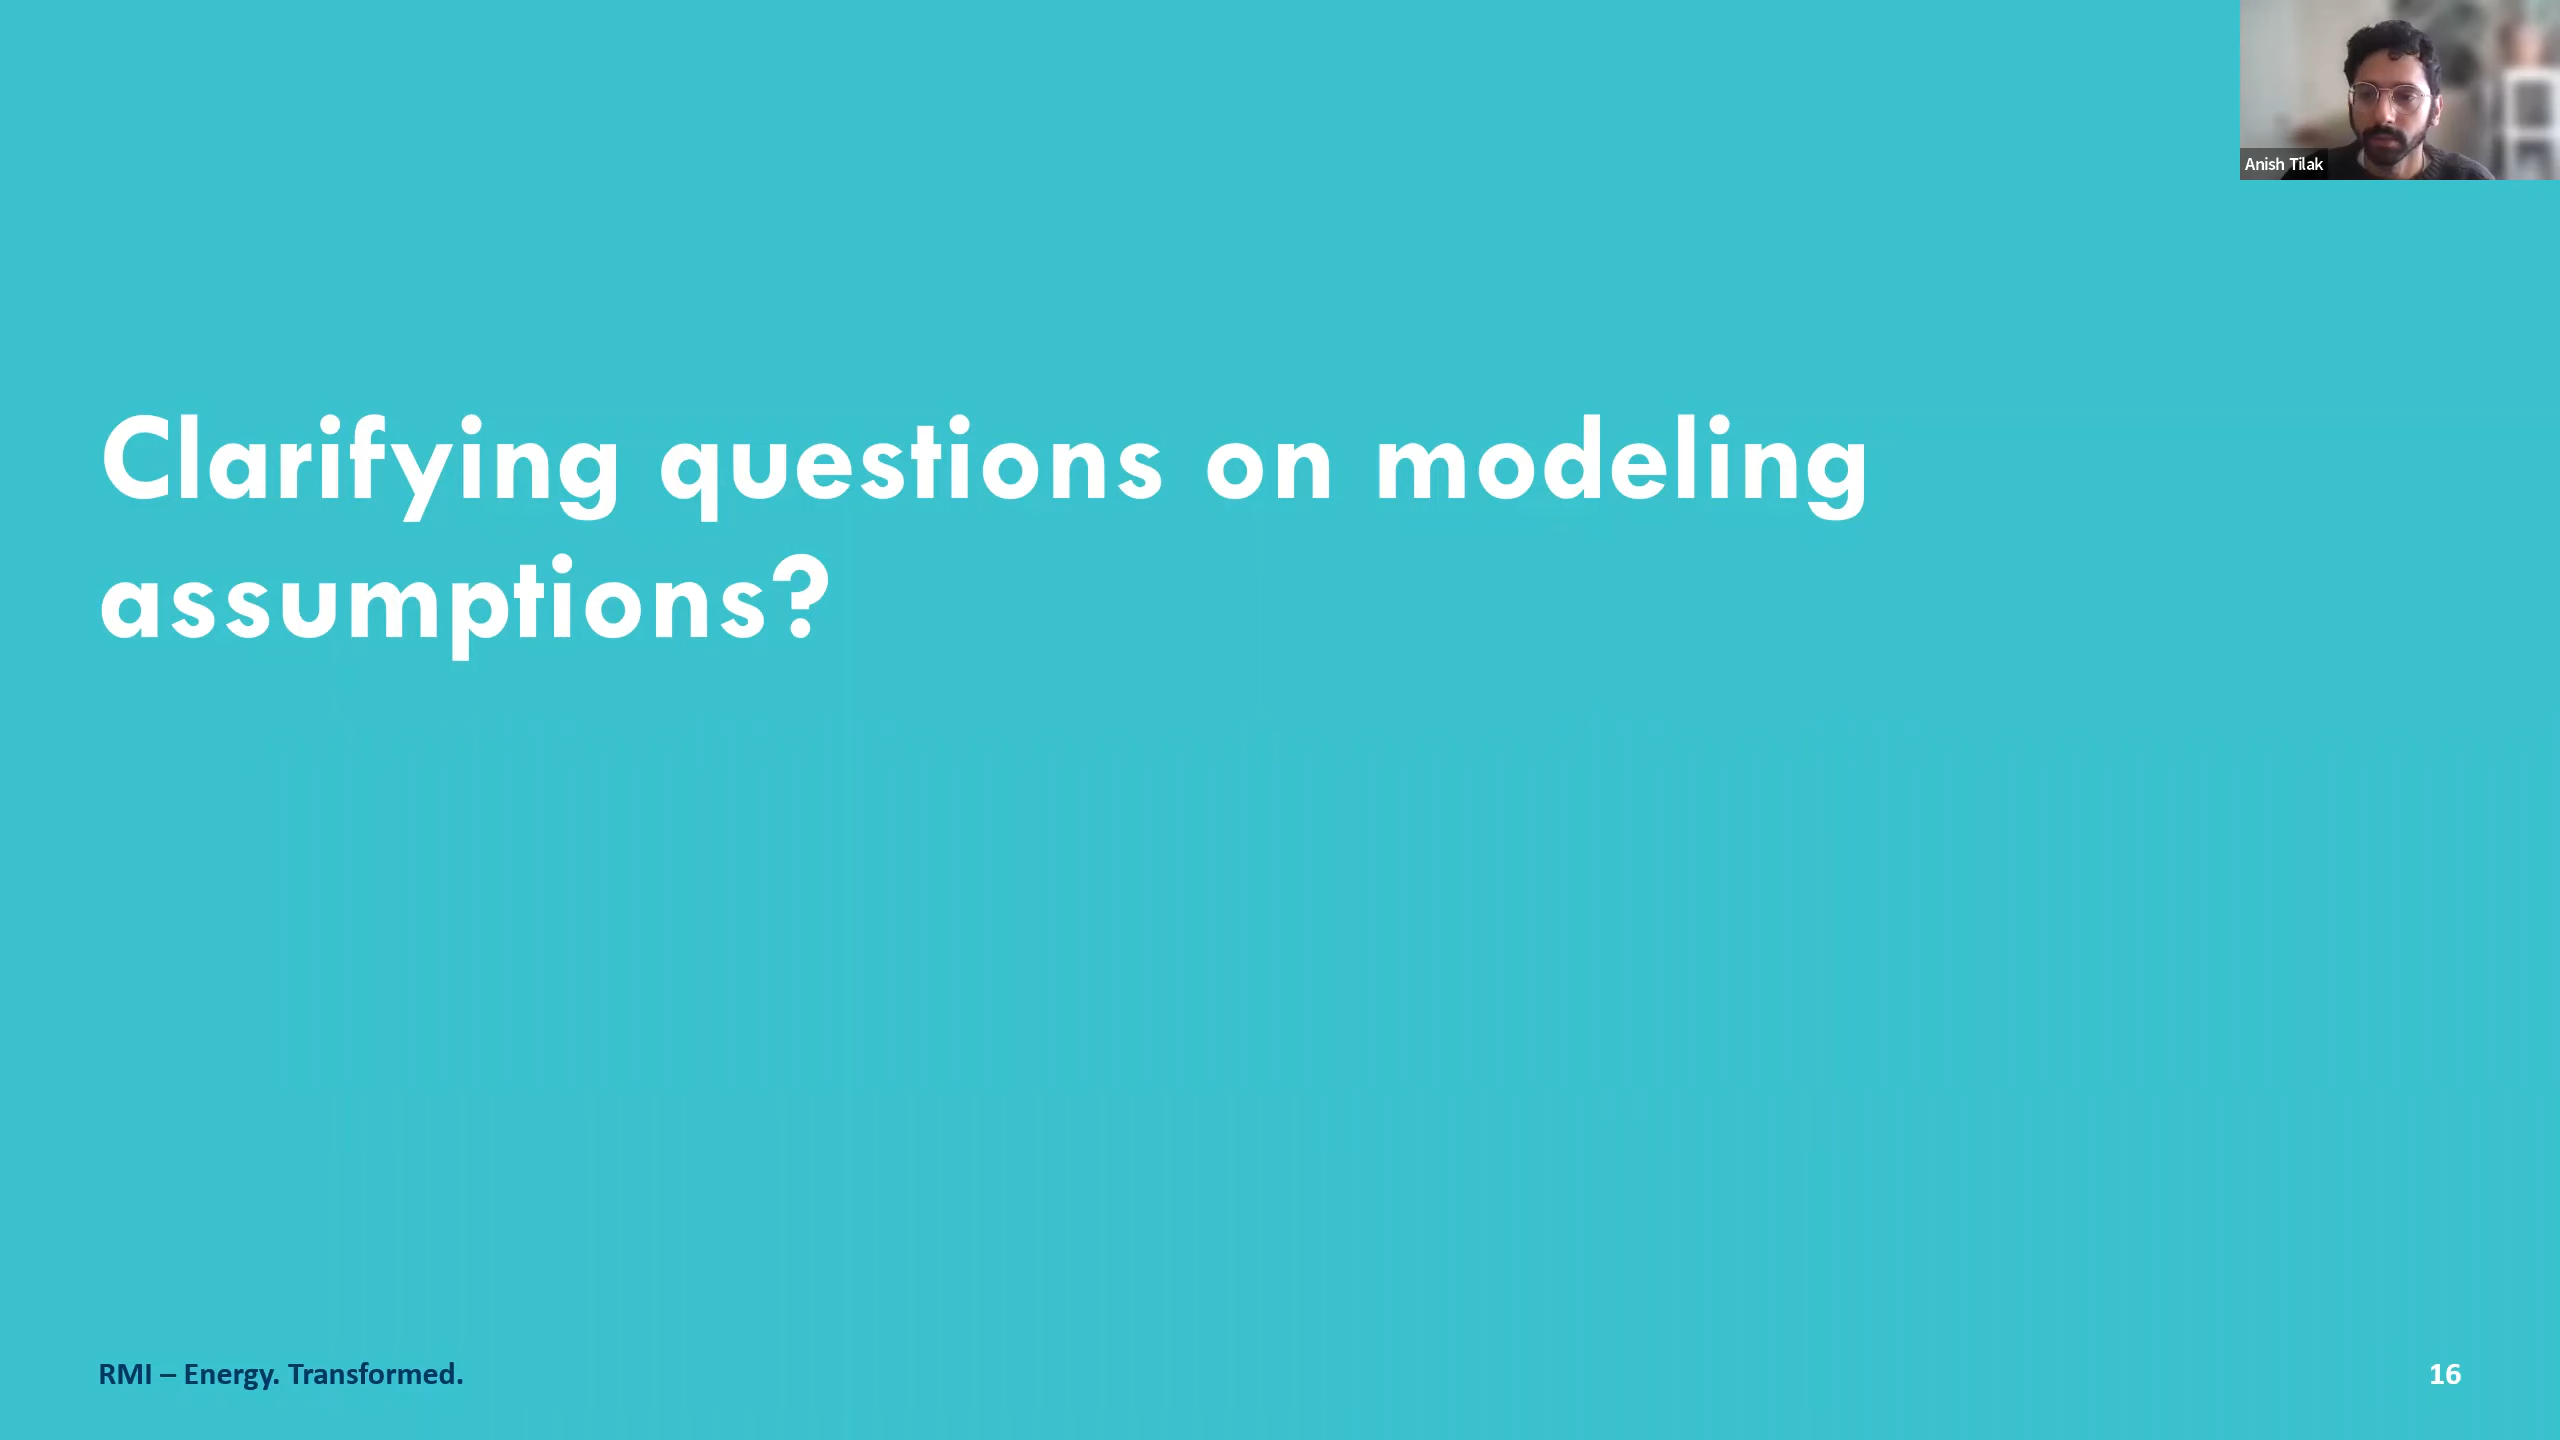 Anish Tilak
Clarifying questions on modeling
assumptions?
RMI – Energy. Transformed.
16